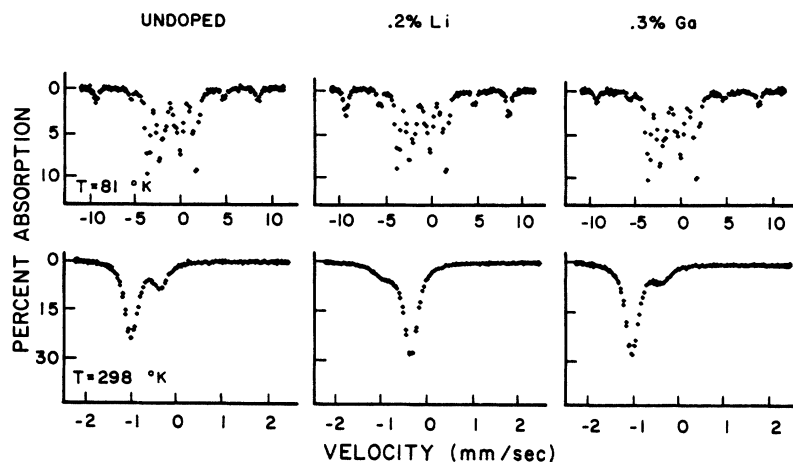 UNDOPED .2% Li .3% Ga
PERCENT ABSORPTION
0
5
10
T=81 °K
-10 -5 0 5 10
-10 -5 0 5 10
-10 -5 0 5 10
0
15
30
T=298 °K
-2 -1 0 1 2
-2 -1 0 1 2
-2 -1 0 1 2
VELOCITY (mm/sec)